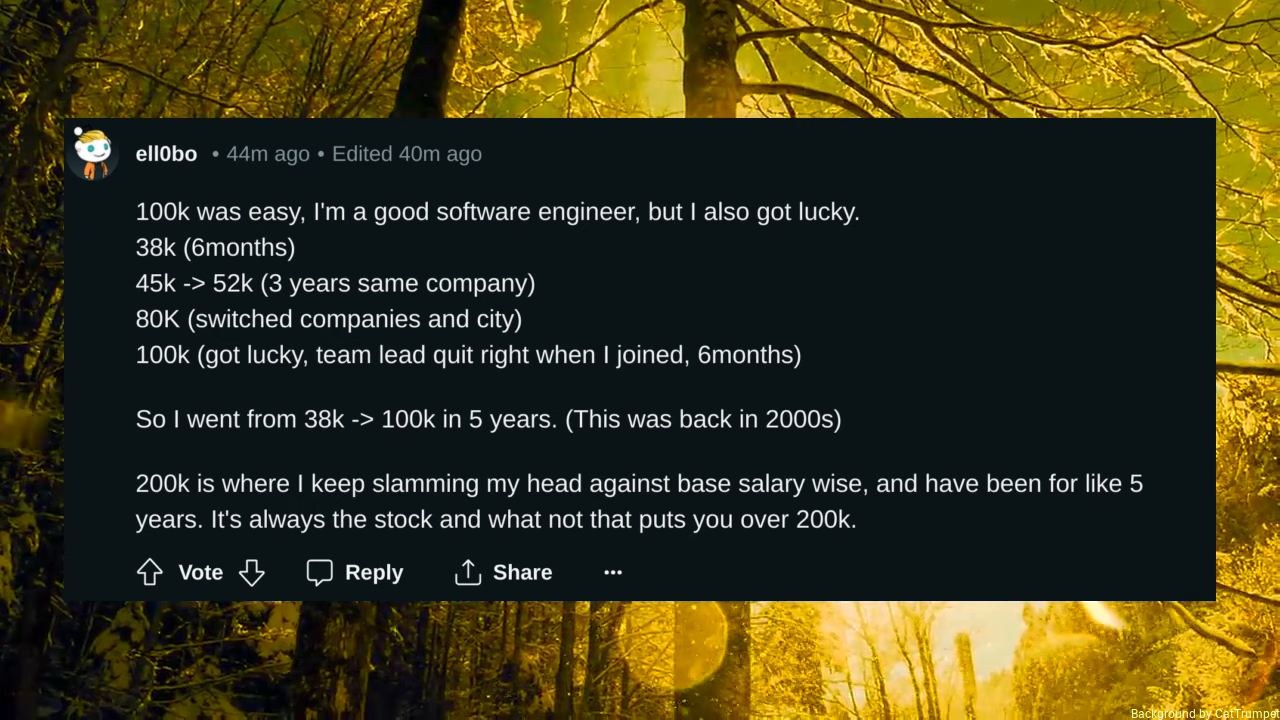 ell0bo • 44m ago • Edited 40m ago
100k was easy, I'm a good software engineer, but I also got lucky.
38k (6months)
45k -> 52k (3 years same company)
80K (switched companies and city)
100k (got lucky, team lead quit right when I joined, 6months)
So I went from 38k -> 100k in 5 years. (This was back in 2000s)
200k is where I keep slamming my head against base salary wise, and have been for like 5
years. It's always the stock and what not that puts you over 200k.
Vote Reply Share ···
Background by CatTrumpet